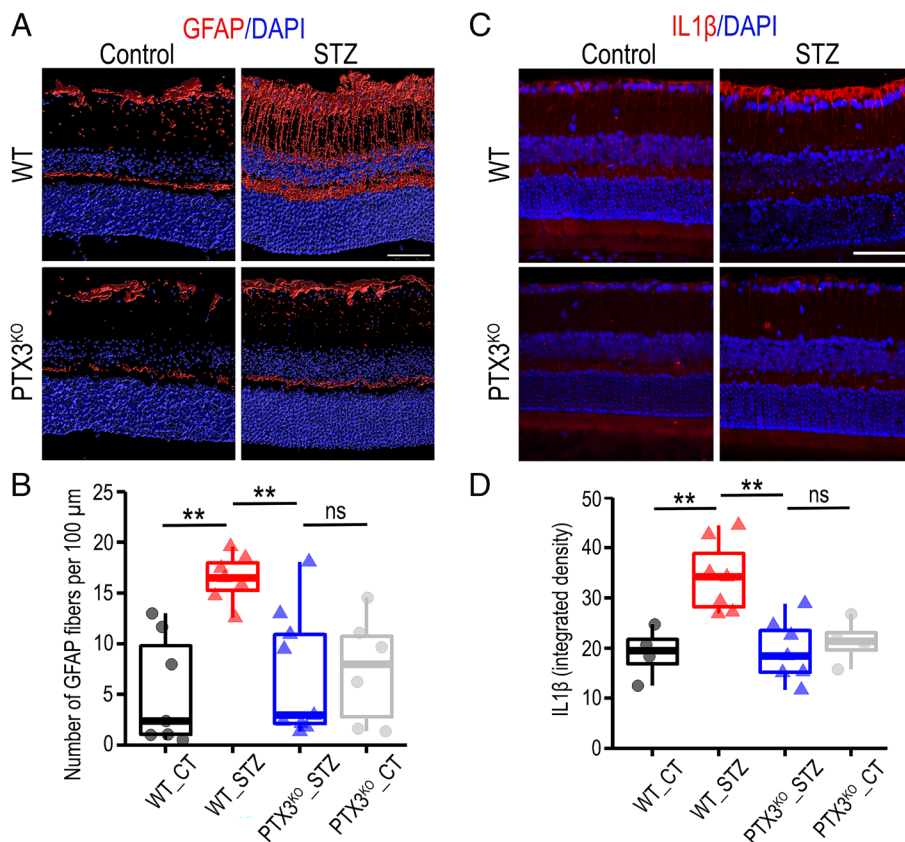 A
GFAP/DAPI
Control
STZ
WT
PTX3KO
C
IL1β/DAPI
Control
STZ
WT
PTX3KO
B
Number of GFAP fibers per 100 μm
25
20
15
10
5
0
**
**
ns
WT_CT
WT_STZ
PTX3KO_STZ
PTX3KO_CT
D
IL1β (integrated density)
50
40
30
20
10
0
**
**
ns
WT_CT
WT_STZ
PTX3KO_STZ
PTX3KO_CT